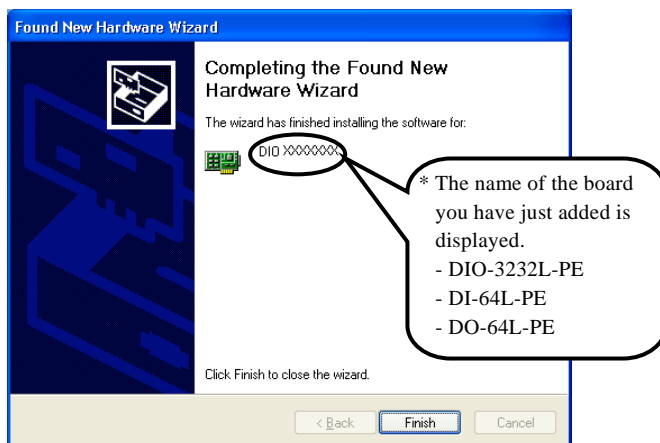 Found New Hardware Wizard
Completing the Found New
Hardware Wizard
The wizard has finished installing the software for:
DIO XXXXXXX
* The name of the board
you have just added is
displayed.
- DIO-3232L-PE
- DI-64L-PE
- DO-64L-PE
Click Finish to close the wizard.
< Back
Finish
Cancel